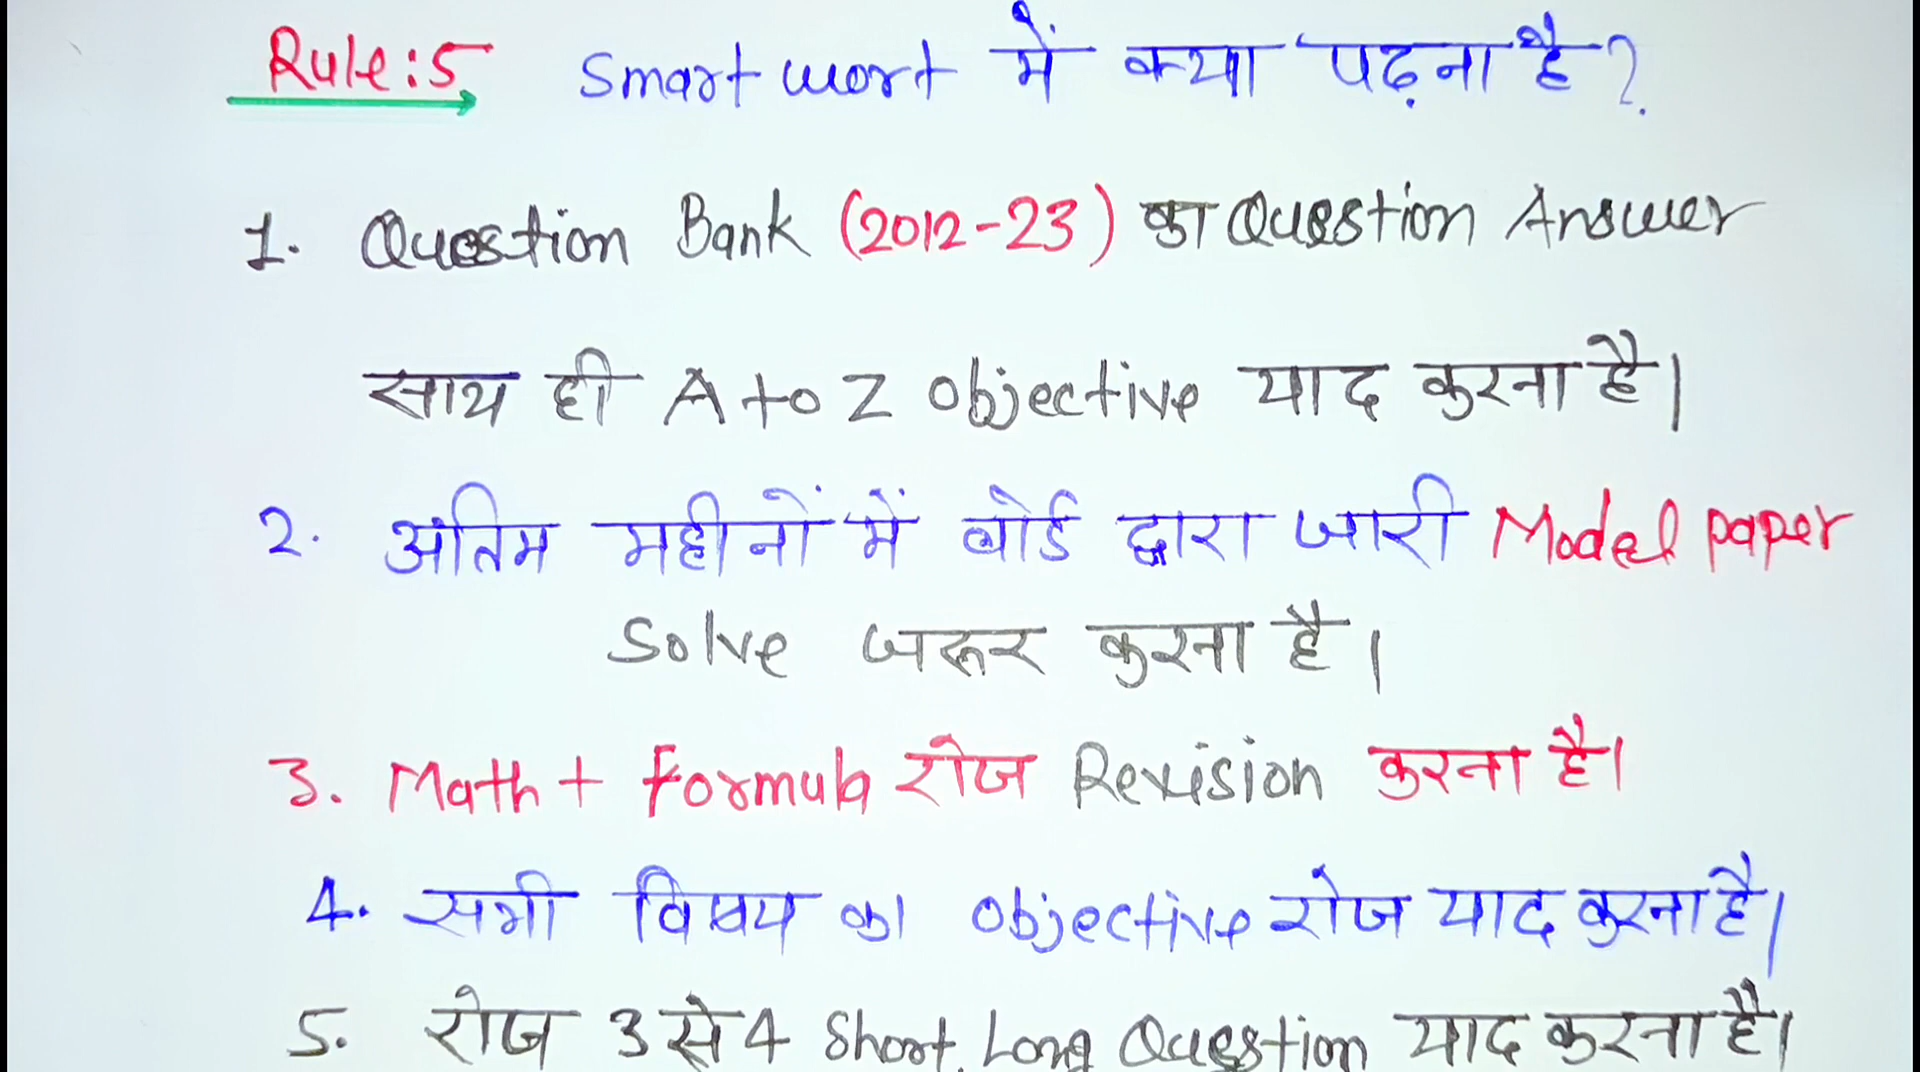 Rule:5 Smart wort में क्या पढ़ना है?
1. Question Bank (2012-23) का Question Answer
साथ ही A to Z objective याद करना है।
2. अंतिम महीनों में बोर्ड द्वारा जारी Model paper
Solve जरूर करना है।
3. Math + Formula रोज Revision करना है।
4. सभी विषय का objective रोज याद करना है।
5. रोज 3 से 4 Short, Long Question याद करना है।